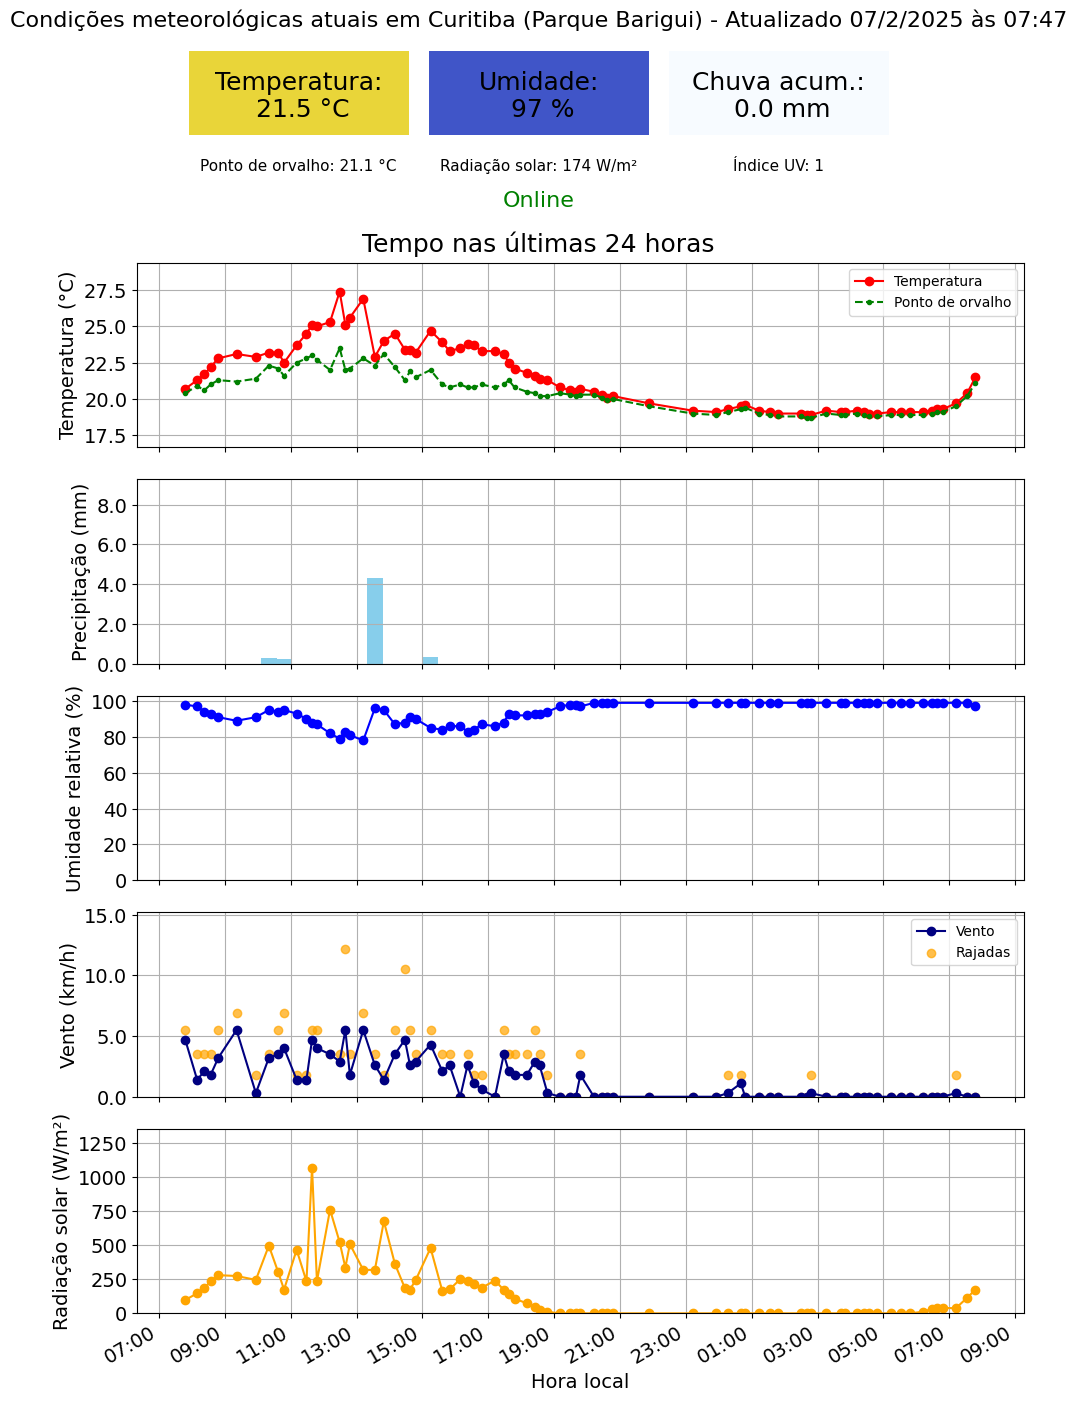 Condições meteorológicas atuais em Curitiba (Parque Barigui) - Atualizado 07/2/2025 às 07:47
Temperatura:
21.5 °C
Umidade:
97 %
Chuva acum.:
0.0 mm
Ponto de orvalho: 21.1 °C
Radiação solar: 174 W/m²
Índice UV: 1
Online
Tempo nas últimas 24 horas
Temperatura (°C)
27.5
25.0
22.5
20.0
17.5
Temperatura
Ponto de orvalho
Precipitação (mm)
8.0
6.0
4.0
2.0
0.0
Umidade relativa (%)
100
80
60
40
20
0
Vento (km/h)
15.0
10.0
5.0
0.0
Vento
Rajadas
Radiação solar (W/m²)
1250
1000
750
500
250
0
07:00
09:00
11:00
13:00
15:00
17:00
19:00
21:00
23:00
01:00
03:00
05:00
07:00
09:00
Hora local